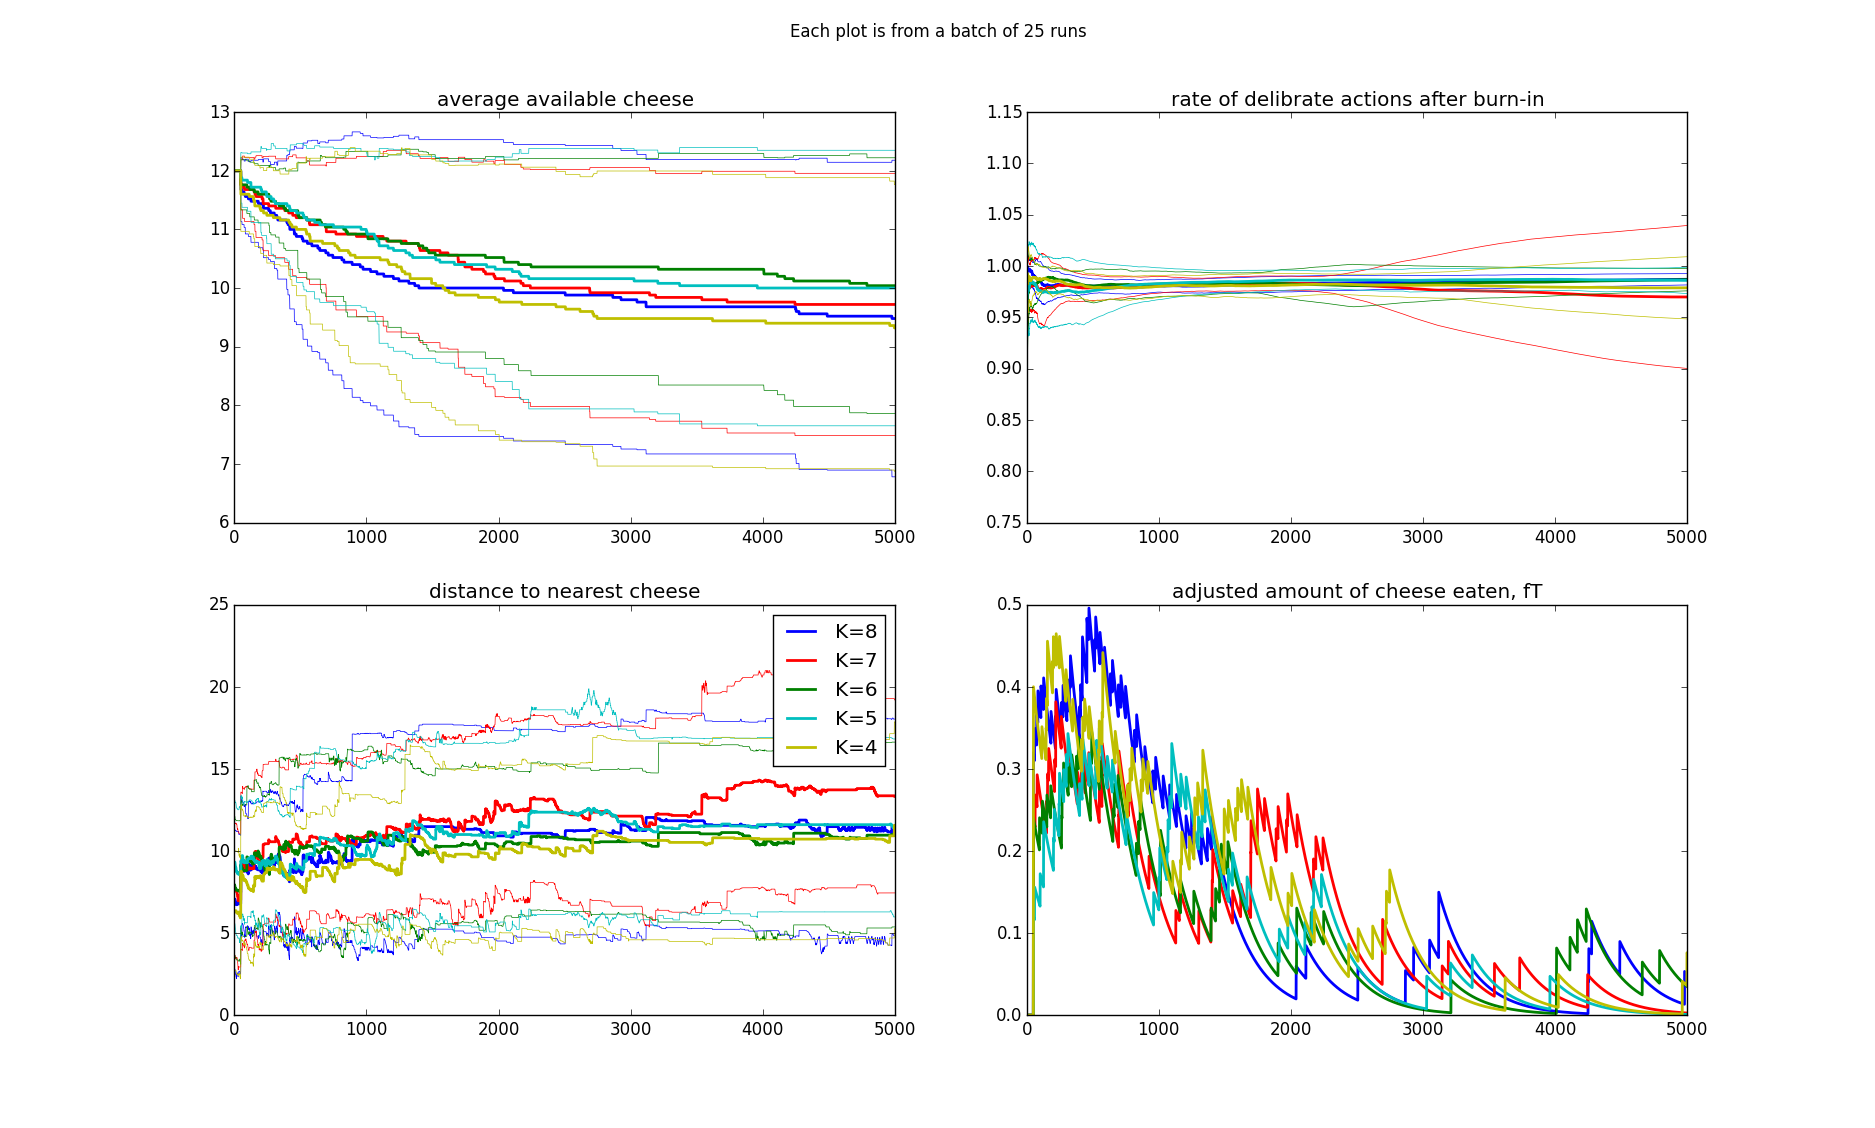 Each plot is from a batch of 25 runs
average available cheese
13
12
11
10
9
8
7
6
0 1000 2000 3000 4000 5000
rate of delibrate actions after burn-in
1.15
1.10
1.05
1.00
0.95
0.90
0.85
0.80
0.75
0 1000 2000 3000 4000 5000
distance to nearest cheese
25
20
15
10
5
0
0 1000 2000 3000 4000 5000
K=8
K=7
K=6
K=5
K=4
adjusted amount of cheese eaten, fT
0.5
0.4
0.3
0.2
0.1
0.0
0 1000 2000 3000 4000 5000